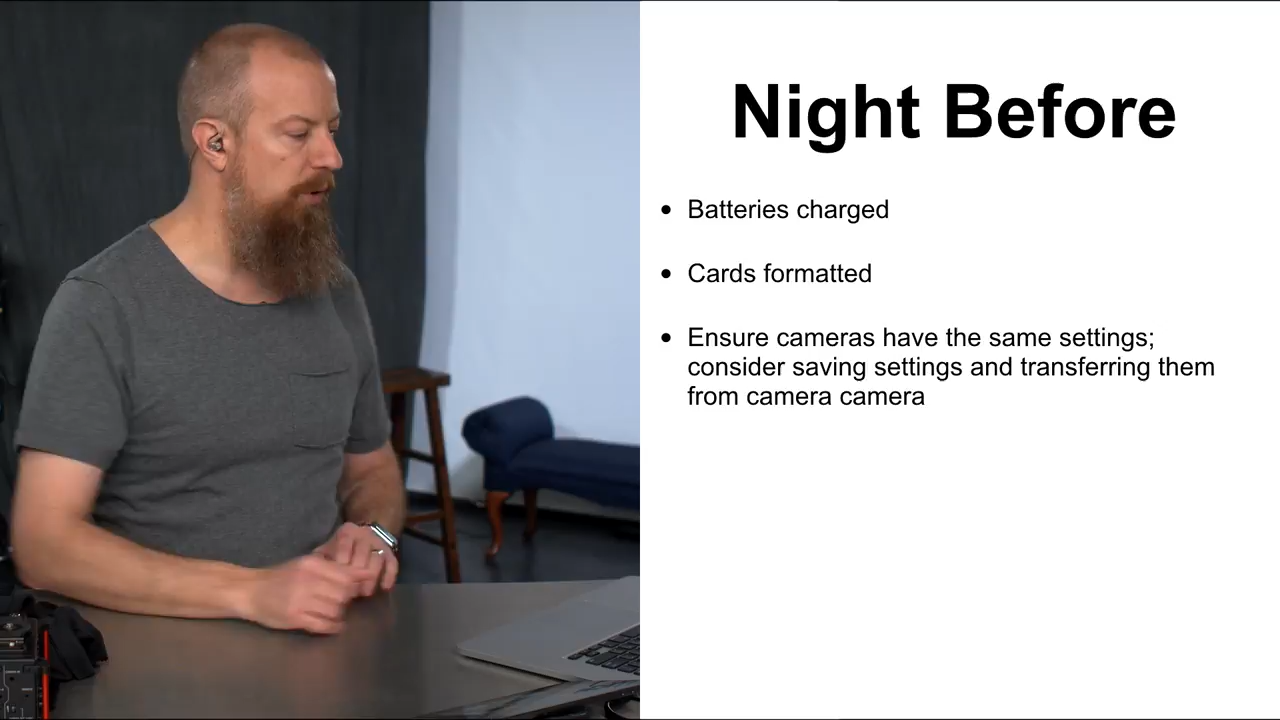 Night Before
Batteries charged
Cards formatted
Ensure cameras have the same settings;
consider saving settings and transferring them
from camera camera